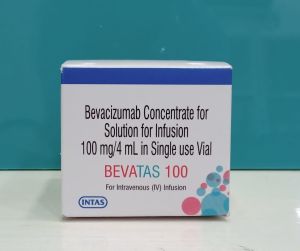 Bevacizumab Concentrate for
Solution for Infusion
100 mg/4 mL in Single use Vial
BEVATAS 100
For Intravenous (IV) Infusion
INTAS